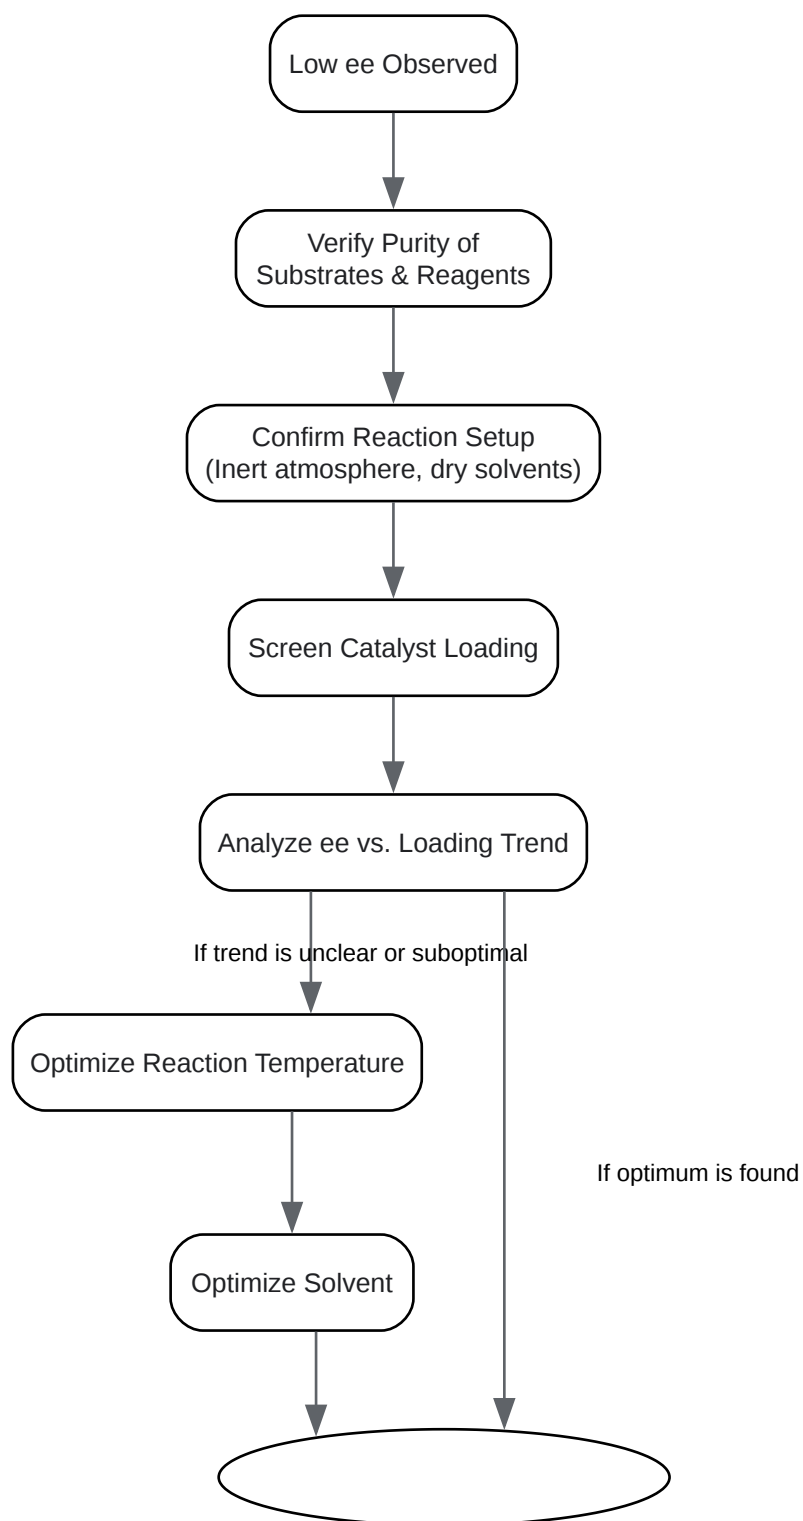 Low ee Observed
Verify Purity of
Substrates & Reagents
Confirm Reaction Setup
(Inert atmosphere, dry solvents)
Screen Catalyst Loading
Analyze ee vs. Loading Trend
If trend is unclear or suboptimal
Optimize Reaction Temperature
If optimum is found
Optimize Solvent